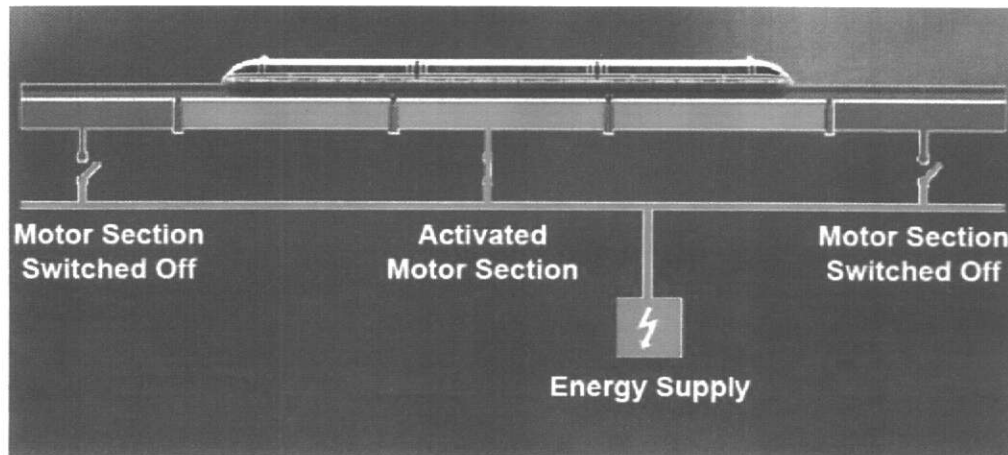 Motor Section
Switched Off
Activated
Motor Section
Motor Section
Switched Off
Energy Supply